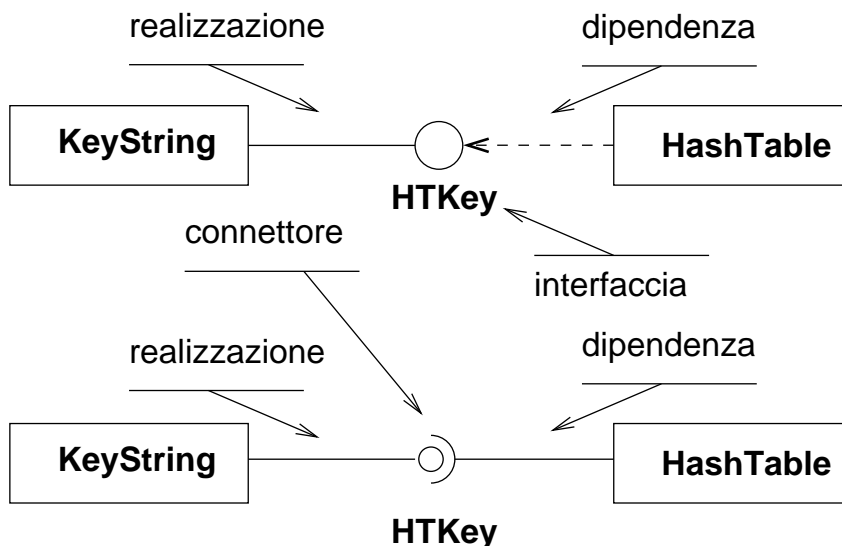 realizzazione
dipendenza
KeyString
HashTable
HTKey
connettore
interfaccia
realizzazione
dipendenza
KeyString
HashTable
HTKey